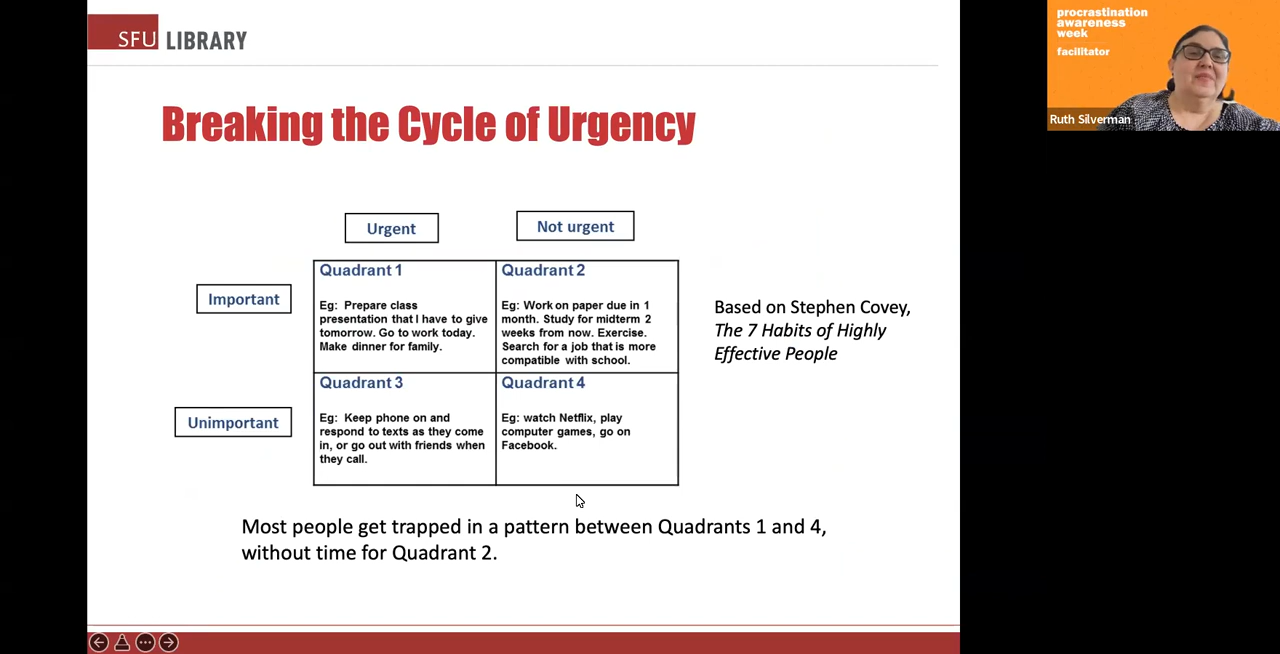 SFU LIBRARY
procrastination
awareness
week
facilitator
Ruth Silverman
Breaking the Cycle of Urgency
Urgent
Not urgent
Important
Quadrant 1
Eg: Prepare class
presentation that I have to give
tomorrow. Go to work today.
Make dinner for family.
Quadrant 2
Eg: Work on paper due in 1
month. Study for midterm 2
weeks from now. Exercise.
Search for a job that is more
compatible with school.
Based on Stephen Covey,
The 7 Habits of Highly
Effective People
Unimportant
Quadrant 3
Eg: Keep phone on and
respond to texts as they come
in, or go out with friends when
they call.
Quadrant 4
Eg: watch Netflix, play
computer games, go on
Facebook.
Most people get trapped in a pattern between Quadrants 1 and 4,
without time for Quadrant 2.